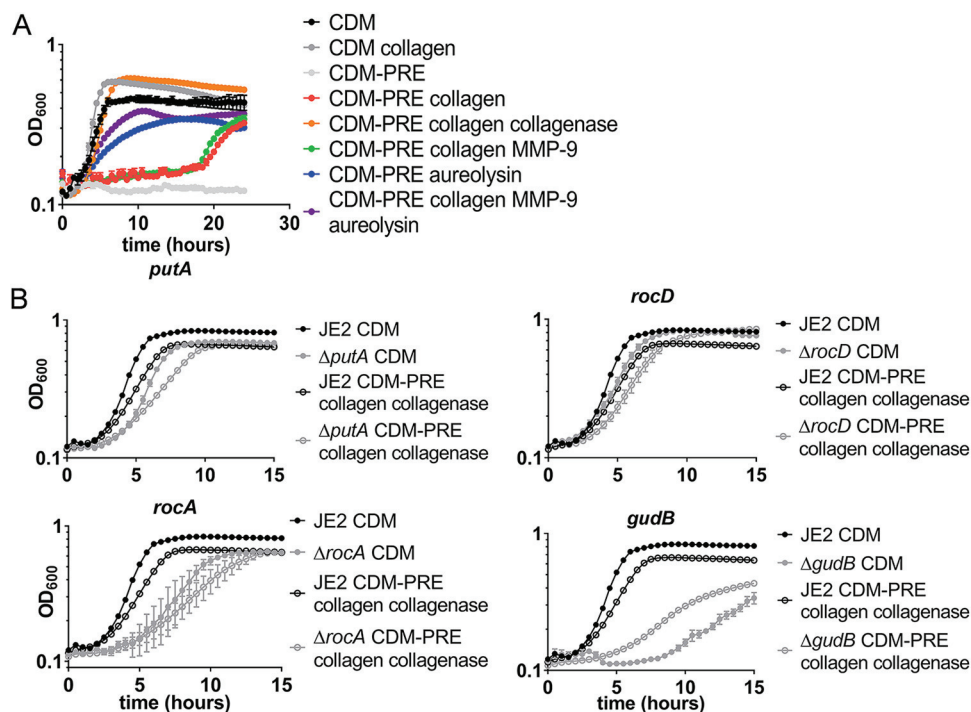 A
1
OD600
0.1
0
10
20
30
time (hours)
CDM
CDM collagen
CDM-PRE
CDM-PRE collagen
CDM-PRE collagen collagenase
CDM-PRE collagen MMP-9
CDM-PRE aureolysin
CDM-PRE collagen MMP-9
aureolysin
B
putA
1
OD600
0.1
0
5
10
15
JE2 CDM
ΔputA CDM
JE2 CDM-PRE
collagen collagenase
ΔputA CDM-PRE
collagen collagenase
rocD
1
0.1
0
5
10
15
JE2 CDM
ΔrocD CDM
JE2 CDM-PRE
collagen collagenase
ΔrocD CDM-PRE
collagen collagenase
rocA
1
OD600
0.1
0
5
10
15
time (hours)
JE2 CDM
ΔrocA CDM
JE2 CDM-PRE
collagen collagenase
ΔrocA CDM-PRE
collagen collagenase
gudB
1
0.1
0
5
10
15
time (hours)
JE2 CDM
ΔgudB CDM
JE2 CDM-PRE
collagen collagenase
ΔgudB CDM-PRE
collagen collagenase